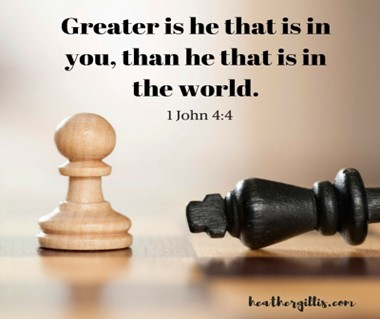 Greater is he that is in
you, than he that is in
the world.
1 John 4:4
heathergillis.com